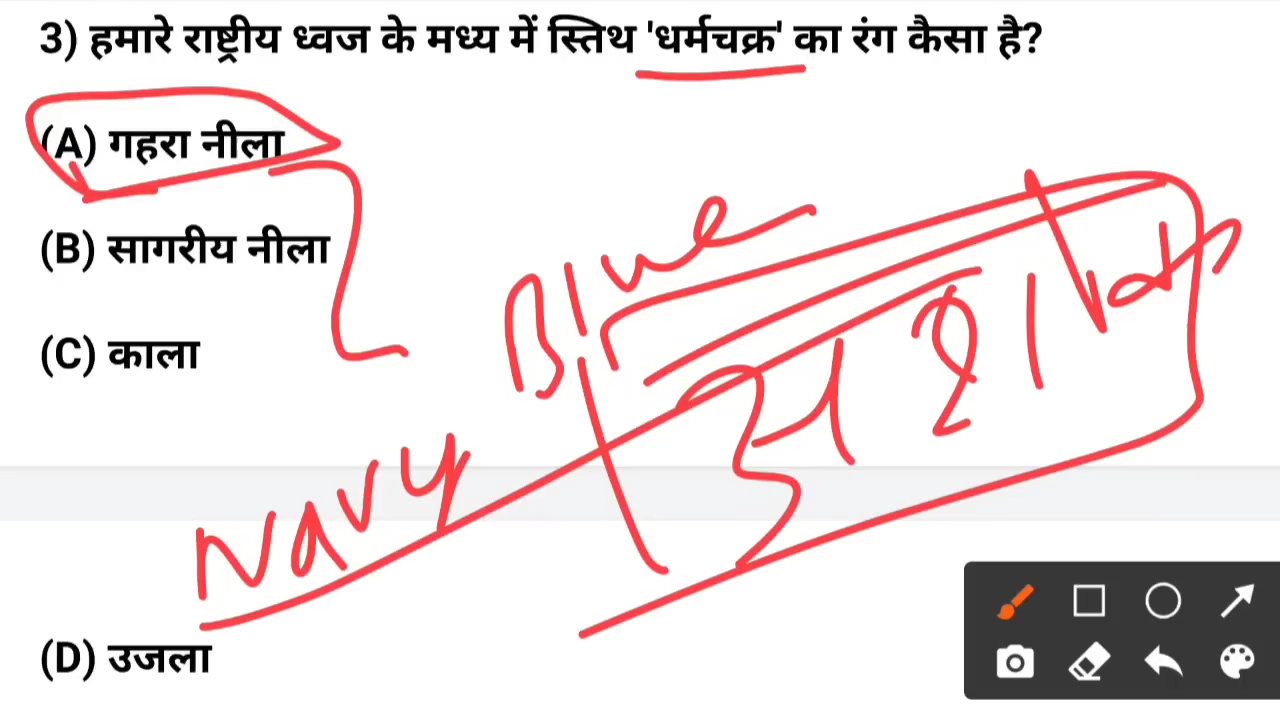 3) हमारे राष्ट्रीय ध्वज के मध्य में स्तिथ 'धर्मचक्र' का रंग कैसा है?
(A) गहरा नीला
(B) सागरीय नीला
(C) काला
Navy Blue
(D) उजला